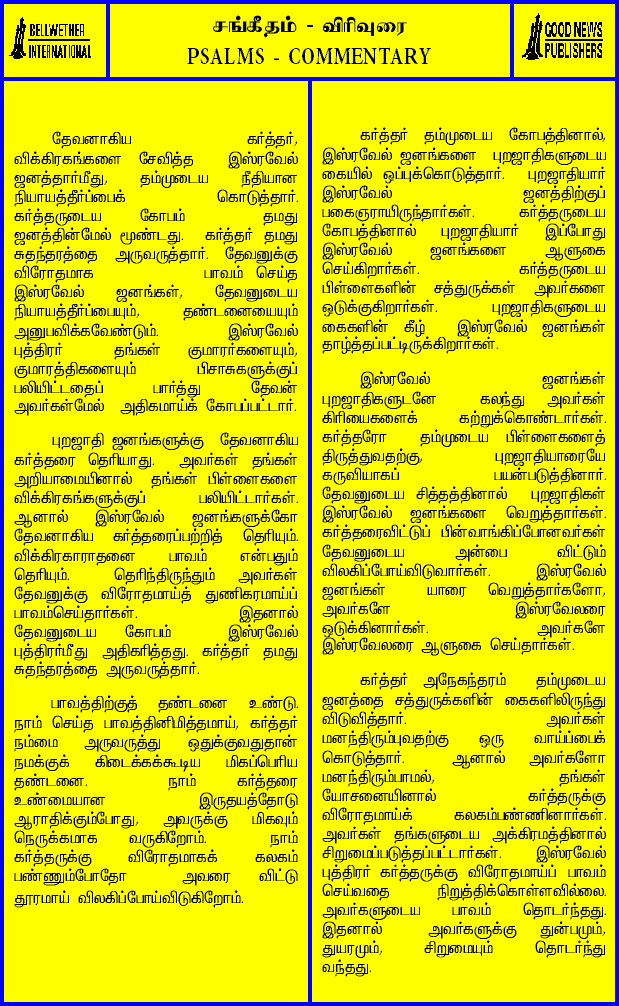 BELLWETHER
INTERNATIONAL
சங்கீதம் - விரிவுரை
PSALMS - COMMENTARY
GOOD NEWS
PUBLISHERS
தேவனாகிய கர்த்தர்,
விக்கிரகங்களை சேவித்த இஸ்ரவேல்
ஜனத்தார்மீது, தம்முடைய நீதியான
நியாயத்தீர்ப்பைக் கொடுத்தார்.
கர்த்தருடைய கோபம் தமது
ஜனத்தின்மேல் மூண்டது. கர்த்தர் தமது
சுதந்தரத்தை அருவருத்தார். தேவனுக்கு
விரோதமாக பாவம் செய்த
இஸ்ரவேல் ஜனங்கள், தேவனுடைய
நியாயத்தீர்ப்பையும், தண்டனையையும்
அனுபவிக்கவேண்டும். இஸ்ரவேல்
புத்திரர் தங்கள் குமாரர்களையும்,
குமாரத்திகளையும் பிசாசுகளுக்குப்
பலியிட்டதைப் பார்த்து தேவன்
அவர்கள்மேல் அதிகமாய்க் கோபப்பட்டார்.
புறஜாதி ஜனங்களுக்கு தேவனாகிய
கர்த்தரை தெரியாது. அவர்கள் தங்கள்
அறியாமையினால் தங்கள் பிள்ளைகளை
விக்கிரகங்களுக்குப் பலியிட்டார்கள்.
ஆனால் இஸ்ரவேல் ஜனங்களுக்கோ
தேவனாகிய கர்த்தரைப்பற்றித் தெரியும்.
விக்கிரகாராதனை பாவம் என்பதும்
தெரியும். தெரிந்திருந்தும் அவர்கள்
தேவனுக்கு விரோதமாய்த் துணிகரமாய்ப்
பாவம்செய்தார்கள். இதனால்
தேவனுடைய கோபம் இஸ்ரவேல்
புத்திரர்மீது அதிகரித்தது. கர்த்தர் தமது
சுதந்தரத்தை அருவருத்தார்.
பாவத்திற்குத் தண்டனை உண்டு.
நாம் செய்த பாவத்தினிமித்தமாய், கர்த்தர்
நம்மை அருவருத்து ஒதுக்குவதுதான்
நமக்குக் கிடைக்கக்கூடிய மிகப்பெரிய
தண்டனை. நாம் கர்த்தரை
உண்மையான இருதயத்தோடு
ஆராதிக்கும்போது, அவருக்கு மிகவும்
நெருக்கமாக வருகிறோம். நாம்
கர்த்தருக்கு விரோதமாகக் கலகம்
பண்ணும்போதோ அவரை விட்டு
தூரமாய் விலகிப்போய்விடுகிறோம்.
கர்த்தர் தம்முடைய கோபத்தினால்,
இஸ்ரவேல் ஜனங்களை புறஜாதிகளுடைய
கையில் ஒப்புக்கொடுத்தார். புறஜாதியார்
இஸ்ரவேல் ஜனத்திற்குப்
பகைஞராயிருந்தார்கள். கர்த்தருடைய
கோபத்தினால் புறஜாதியார் இப்போது
இஸ்ரவேல் ஜனங்களை ஆளுகை
செய்கிறார்கள். கர்த்தருடைய
பிள்ளைகளின் சத்துருக்கள் அவர்களை
ஒடுக்குகிறார்கள். புறஜாதிகளுடைய
கைகளின் கீழ் இஸ்ரவேல் ஜனங்கள்
தாழ்த்தப்பட்டிருக்கிறார்கள்.
இஸ்ரவேல் ஜனங்கள்
புறஜாதிகளுடனே கலந்து அவர்கள்
கிரியைகளைக் கற்றுக்கொண்டார்கள்.
கர்த்தரோ தம்முடைய பிள்ளைகளைத்
திருத்துவதற்கு, புறஜாதியாரையே
கருவியாகப் பயன்படுத்தினார்.
தேவனுடைய சித்தத்தினால் புறஜாதிகள்
இஸ்ரவேல் ஜனங்களை வெறுத்தார்கள்.
கர்த்தரைவிட்டுப் பின்வாங்கிப்போனவர்கள்
தேவனுடைய அன்பை விட்டும்
விலகிப்போய்விடுவார்கள். இஸ்ரவேல்
ஜனங்கள் யாரை வெறுத்தார்களோ,
அவர்களே இஸ்ரவேலரை
ஒடுக்கினார்கள். அவர்களே
இஸ்ரவேலரை ஆளுகை செய்தார்கள்.
கர்த்தர் அநேகந்தரம் தம்முடைய
ஜனத்தை சத்துருக்களின் கைகளிலிருந்து
விடுவித்தார். அவர்கள்
மனந்திரும்புவதற்கு ஒரு வாய்ப்பைக்
கொடுத்தார். ஆனால் அவர்களோ
மனந்திரும்பாமல், தங்கள்
யோசனையினால் கர்த்தருக்கு
விரோதமாய்க் கலகம்பண்ணினார்கள்.
அவர்கள் தங்களுடைய அக்கிரமத்தினால்
சிறுமைப்படுத்தப்பட்டார்கள். இஸ்ரவேல்
புத்திரர் கர்த்தருக்கு விரோதமாய்ப் பாவம்
செய்வதை நிறுத்திக்கொள்ளவில்லை.
அவர்களுடைய பாவம் தொடர்ந்தது.
இதனால் அவர்களுக்கு துன்பமும்,
துயரமும், சிறுமையும் தொடர்ந்து
வந்தது.